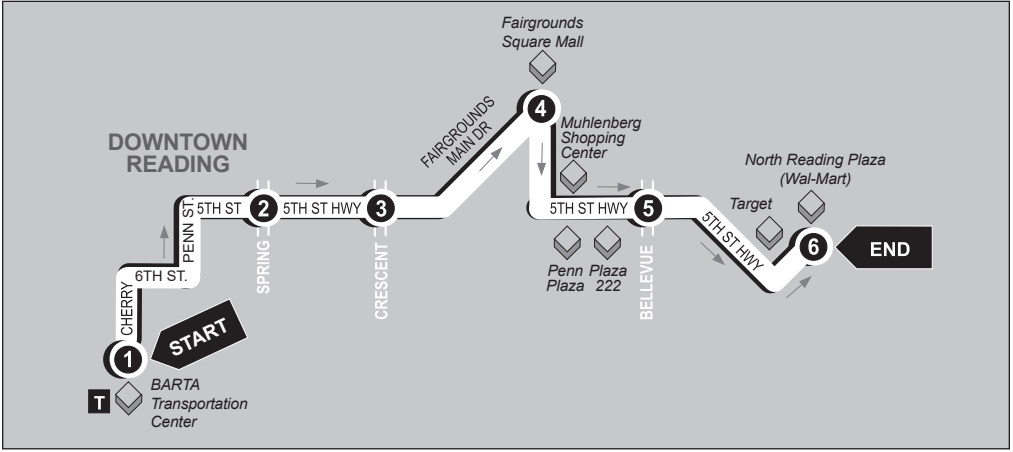 Fairgrounds
Square Mall
4
FAIRGROUNDS
MAIN DR
Muhlenberg
Shopping
Center
DOWNTOWN
READING
North Reading Plaza
(Wal-Mart)
Target
PENN ST.
5TH ST
2
5TH ST HWY
3
5TH ST HWY
5
5TH ST HWY
6
END
SPRING
CRESCENT
Penn
Plaza
Plaza
222
BELLEVUE
6TH ST.
CHERRY
1
START
T
BARTA
Transportation
Center